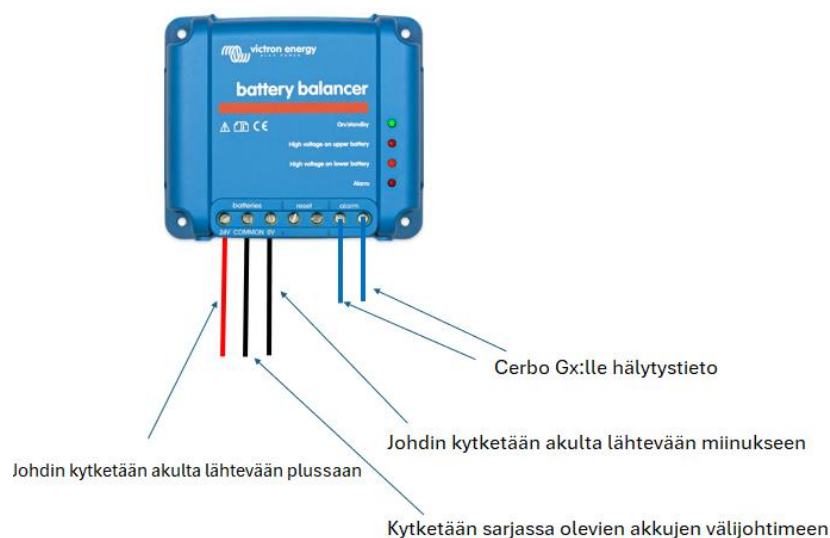 victron energy
BLUE POWER
battery balancer
On/standby
High voltage on upper battery
High voltage on lower battery
Alarm
batteries reset alarm
24V COMMON 0V
Cerbo Gx:lle hälytystieto
Johdin kytketään akulta lähtevään miinukseen
Johdin kytketään akulta lähtevään plussaan
Kytketään sarjassa olevien akkujen välijohtimeen